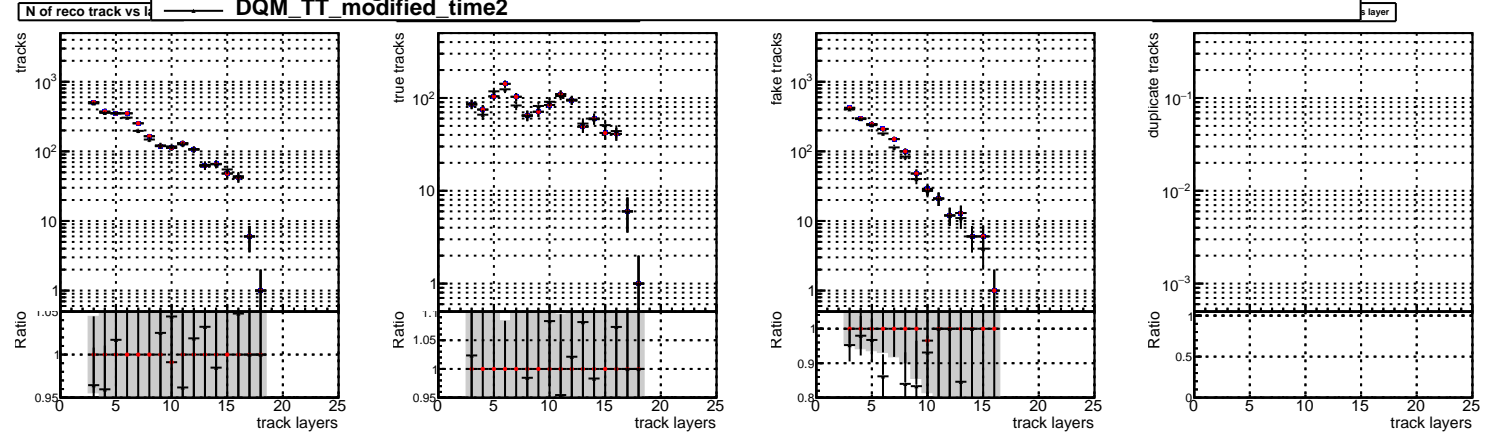 DQM_TT_modified_time2
N of reco track vs la
s layer
tracks
10³
10²
10
1
Ratio
1.05
1
0.95
0 5 10 15 20 25
track layers
true tracks
10²
10
1
Ratio
1.1
1.05
1
0.95
0 5 10 15 20 25
track layers
fake tracks
10³
10²
10
1
Ratio
1
0.9
0.8
0 5 10 15 20 25
track layers
duplicate tracks
10⁻¹
10⁻²
10⁻³
Ratio
1
0.5
0
0 5 10 15 20 25
track layers